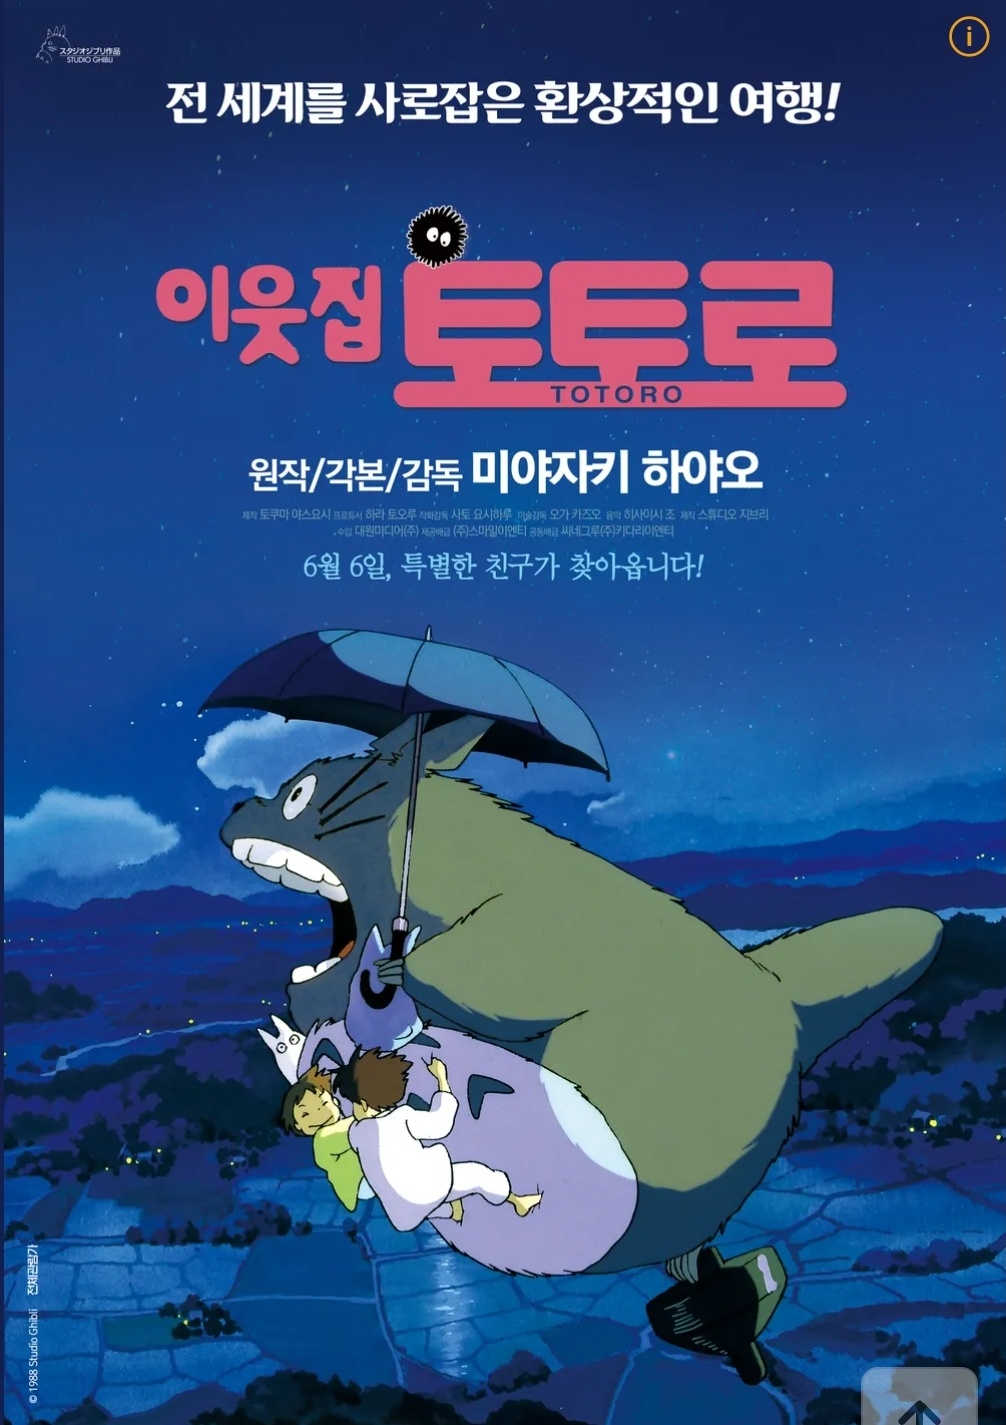 スタジオジブリ作品
STUDIO GHIBLI
전 세계를 사로잡은 환상적인 여행!
이웃집 토토로
TOTORO
원작/각본/감독 미야자키 하야오
제작 토쿠마 야스요시 프로듀서 하라 토오루 작화감독 사토 요시하루 미술감독 오가 카즈오 음악 히사이시 조 제작 스튜디오 지브리
수입 대원미디어(주) 제공배급 (주)스마일이엔티 공동배급 씨네그루(주)키다리이엔티
6월 6일, 특별한 친구가 찾아옵니다!
© 1988 Studio Ghibli 전체관람가